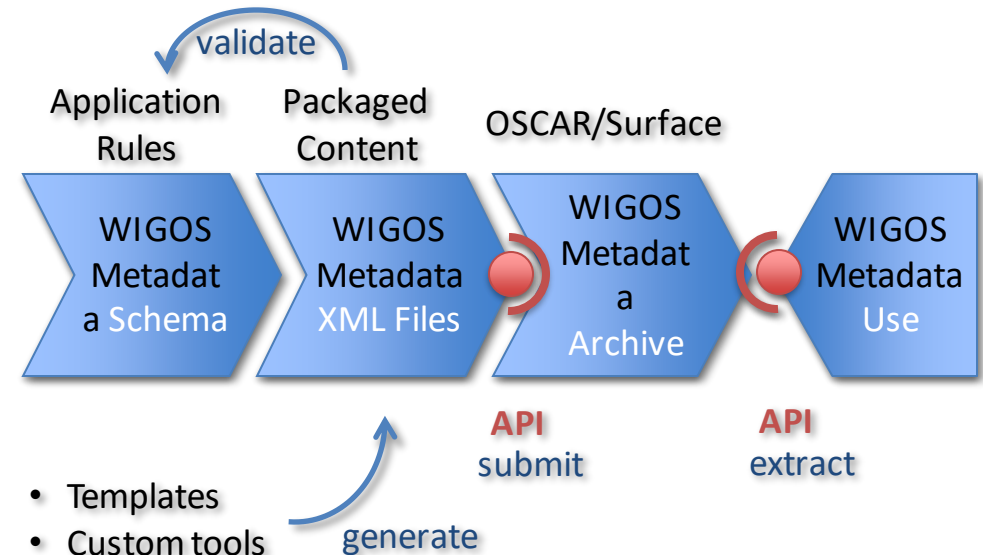 validate
Application
Rules
Packaged
Content
OSCAR/Surface
WIGOS
Metadat
a Schema
WIGOS
Metadata
XML Files
WIGOS
Metadat
a
Archive
WIGOS
Metadata
Use
API
submit
API
extract
• Templates
• Custom tools
generate